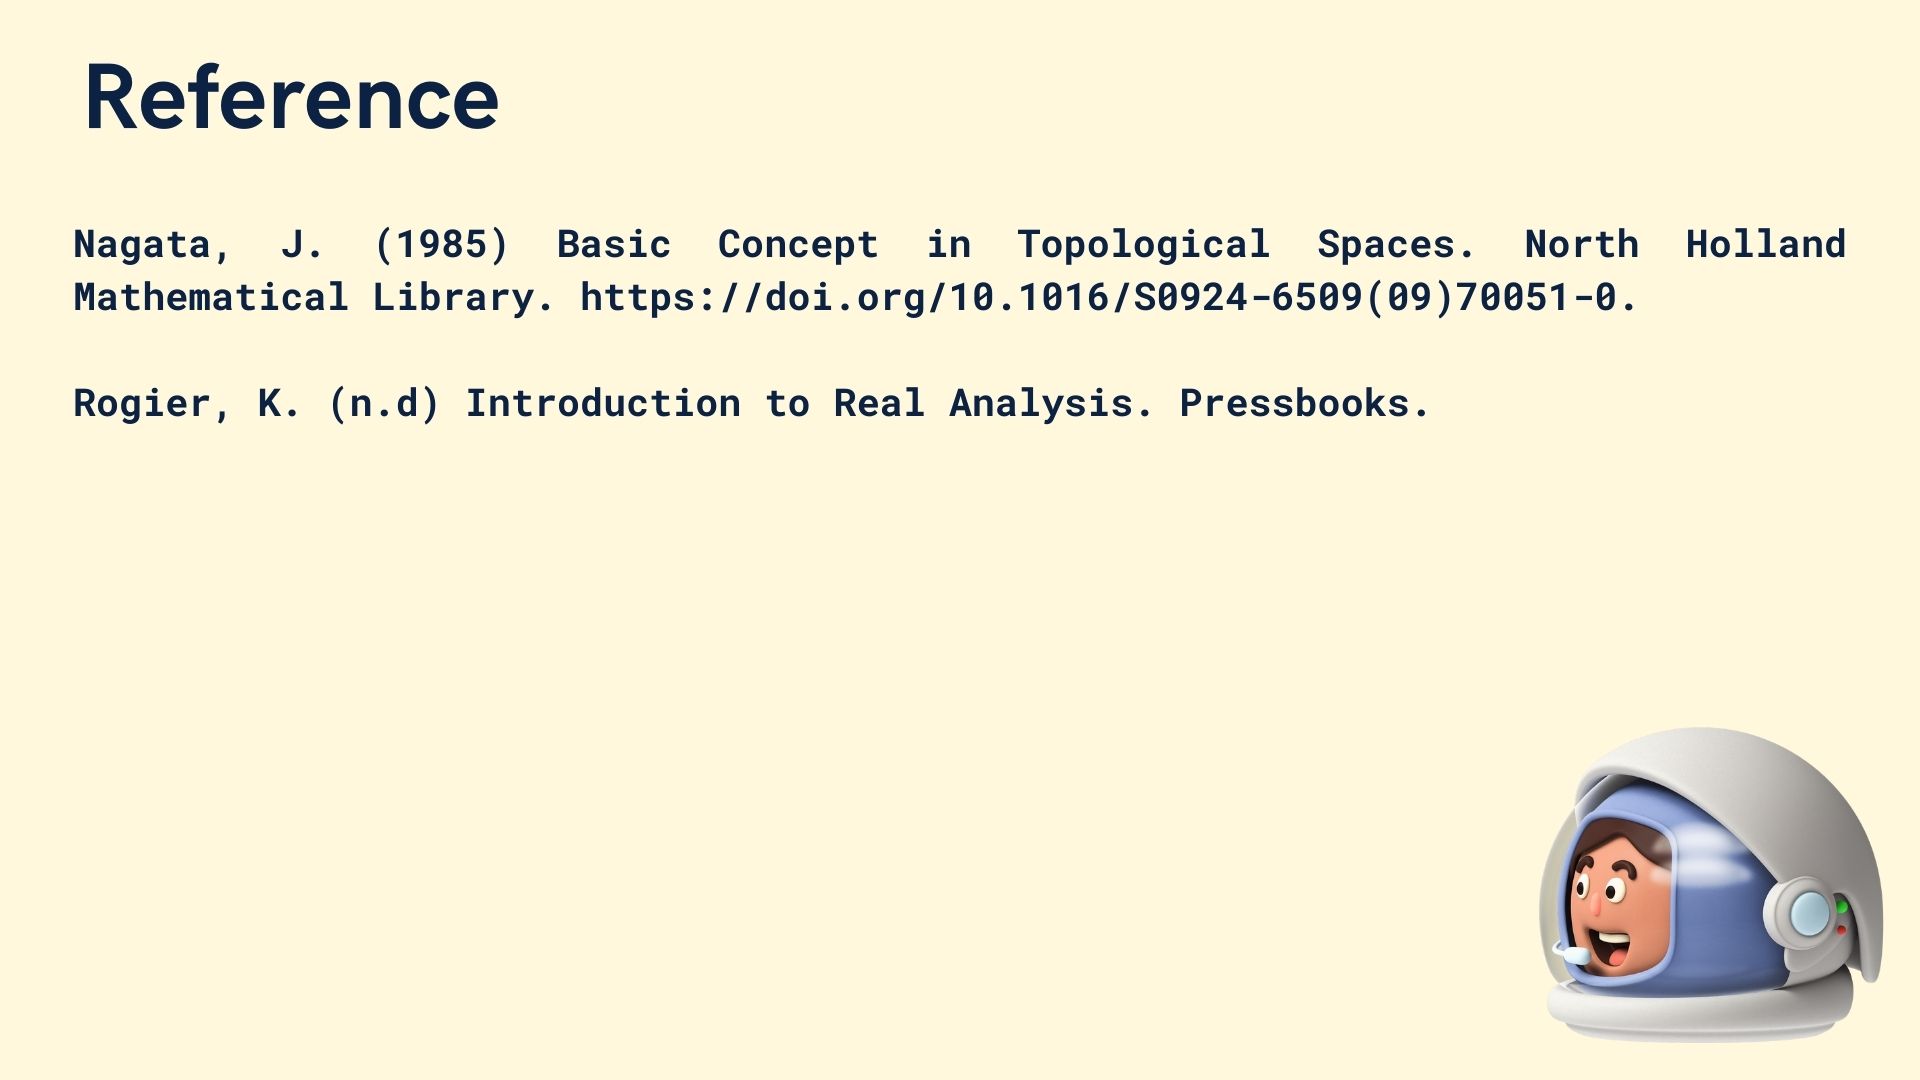 Reference
Nagata, J. (1985) Basic Concept in Topological Spaces. North Holland
Mathematical Library. https://doi.org/10.1016/S0924-6509(09)70051-0.
Rogier, K. (n.d) Introduction to Real Analysis. Pressbooks.